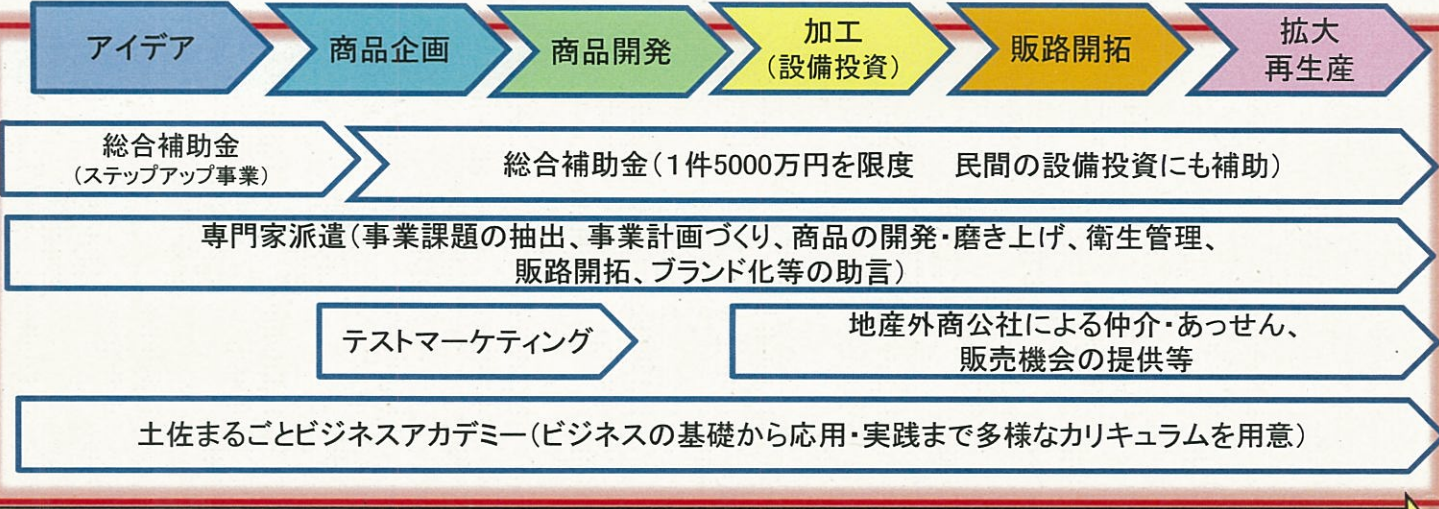 アイデア
商品企画
商品開発
加工
(設備投資)
販路開拓
拡大
再生産
総合補助金
(ステップアップ事業)
総合補助金(1件5000万円を限度　民間の設備投資にも補助)
専門家派遣(事業課題の抽出、事業計画づくり、商品の開発・磨き上げ、衛生管理、
販路開拓、ブランド化等の助言)
テストマーケティング
地産外商公社による仲介・あっせん、
販売機会の提供等
土佐まるごとビジネスアカデミー(ビジネスの基礎から応用・実践まで多様なカリキュラムを用意)